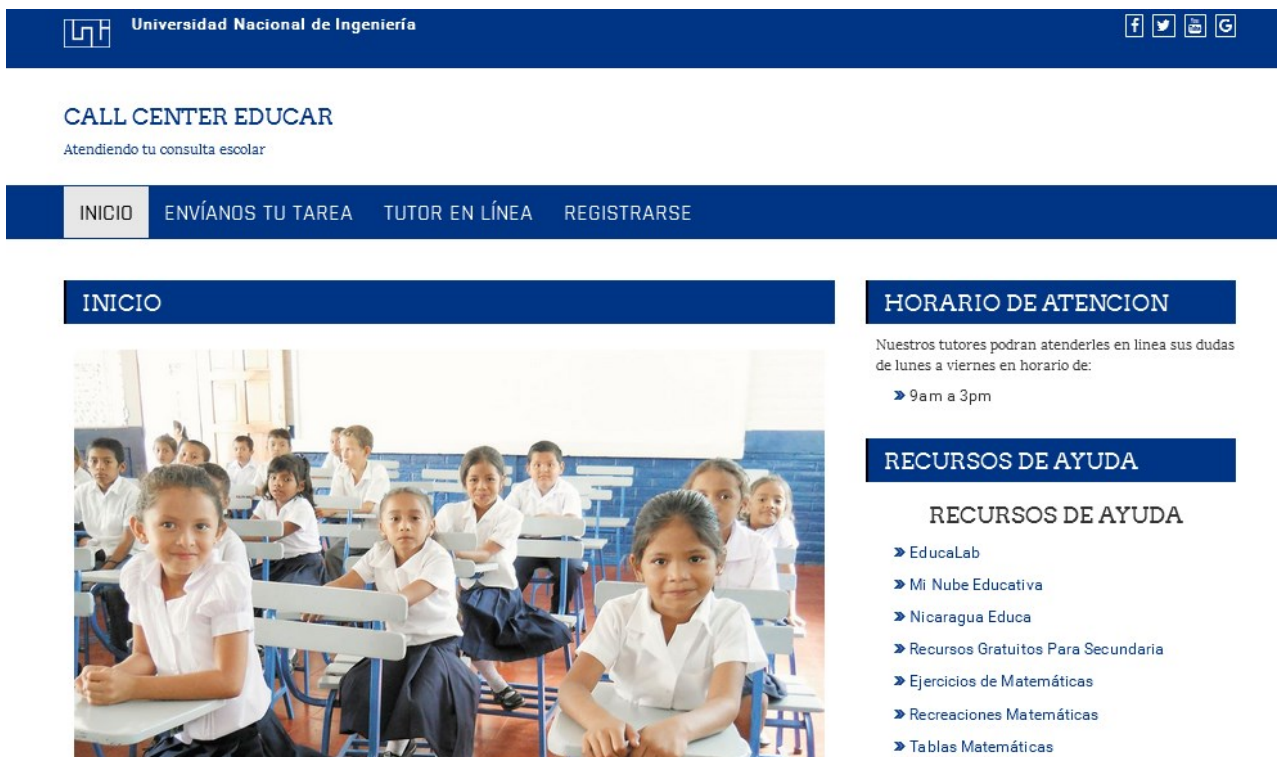 Universidad Nacional de Ingeniería
CALL CENTER EDUCAR
Atendiendo tu consulta escolar
INICIO ENVÍANOS TU TAREA TUTOR EN LÍNEA REGISTRARSE
INICIO
HORARIO DE ATENCION
Nuestros tutores podran atenderles en linea sus dudas
de lunes a viernes en horario de:
9am a 3pm
RECURSOS DE AYUDA
RECURSOS DE AYUDA
EducaLab
Mi Nube Educativa
Nicaragua Educa
Recursos Gratuitos Para Secundaria
Ejercicios de Matemáticas
Recreaciones Matemáticas
Tablas Matemáticas